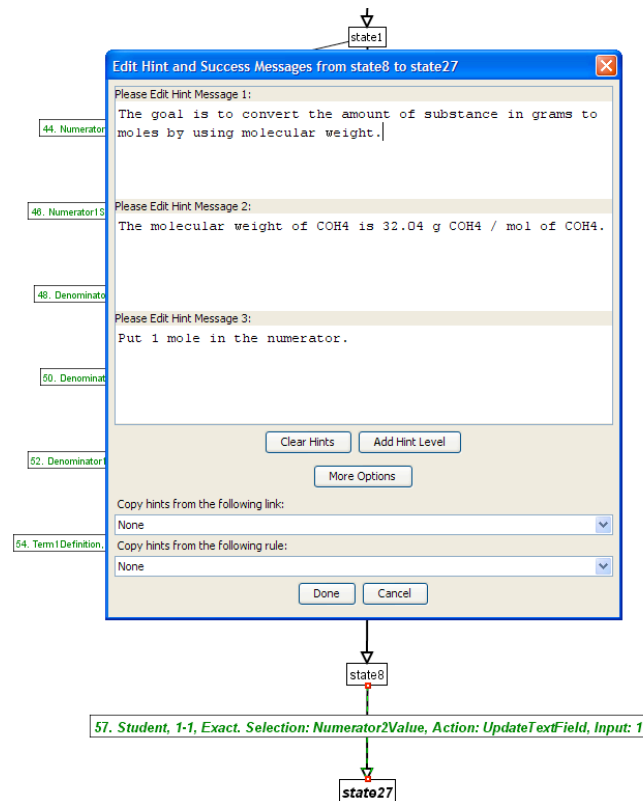 state1
Edit Hint and Success Messages from state8 to state27
Please Edit Hint Message 1:
The goal is to convert the amount of substance in grams to
moles by using molecular weight.
44. Numerator
Please Edit Hint Message 2:
46. Numerator1S
The molecular weight of COH4 is 32.04 g COH4 / mol of COH4.
48. Denominato
Please Edit Hint Message 3:
Put 1 mole in the numerator.
50. Denominat
Clear Hints Add Hint Level
52. Denominator1
More Options
Copy hints from the following link:
None
54. Term1Definition,
Copy hints from the following rule:
None
Done Cancel
state8
57. Student, 1-1, Exact. Selection: Numerator2Value, Action: UpdateTextField, Input: 1
state27